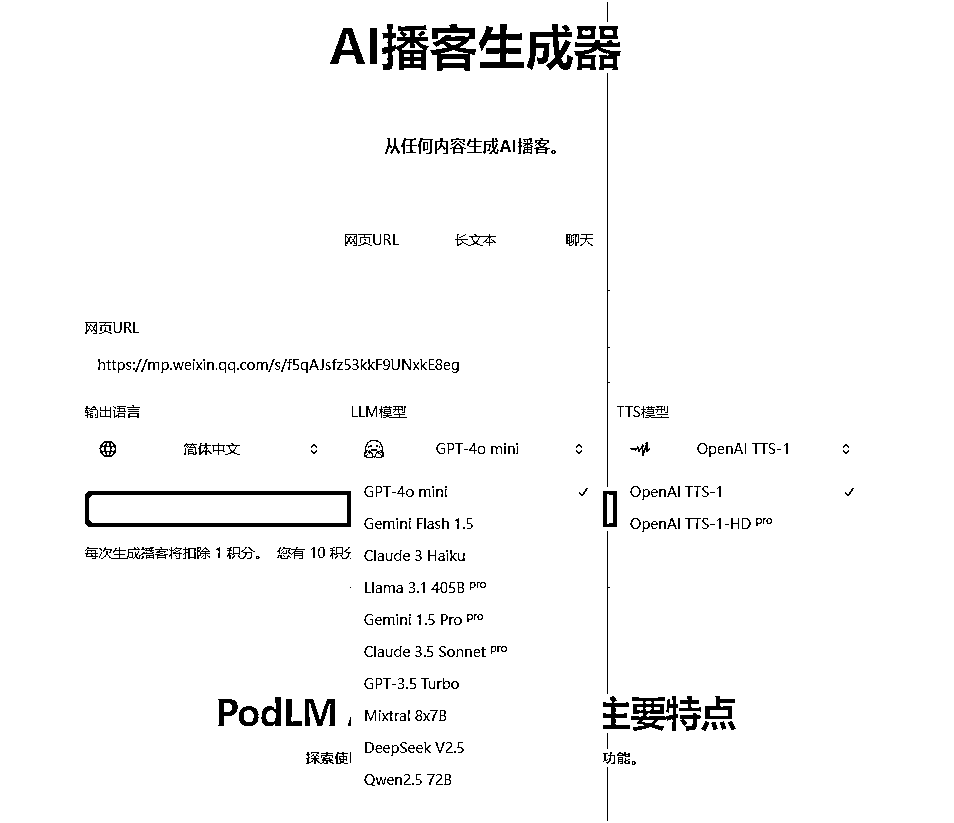 AI播客生成器
从任何内容生成AI播客。
网页URL 长文本 聊天
网页URL
https://mp.weixin.qq.com/s/f5qAJsfz53kkF9UNxkE8eg
输出语言 LLM模型 TTS模型
简体中文 GPT-4o mini OpenAI TTS-1
GPT-4o mini OpenAI TTS-1
Gemini Flash 1.5 OpenAI TTS-1-HD pro
每次生成播客将扣除 1 积分。 您有 10 积分 Claude 3 Haiku
Llama 3.1 405B pro
Gemini 1.5 Pro pro
Claude 3.5 Sonnet pro
GPT-3.5 Turbo
PodLM Mixtral 8x7B 主要特点
DeepSeek V2.5
探索使 功能。
Qwen2.5 72B